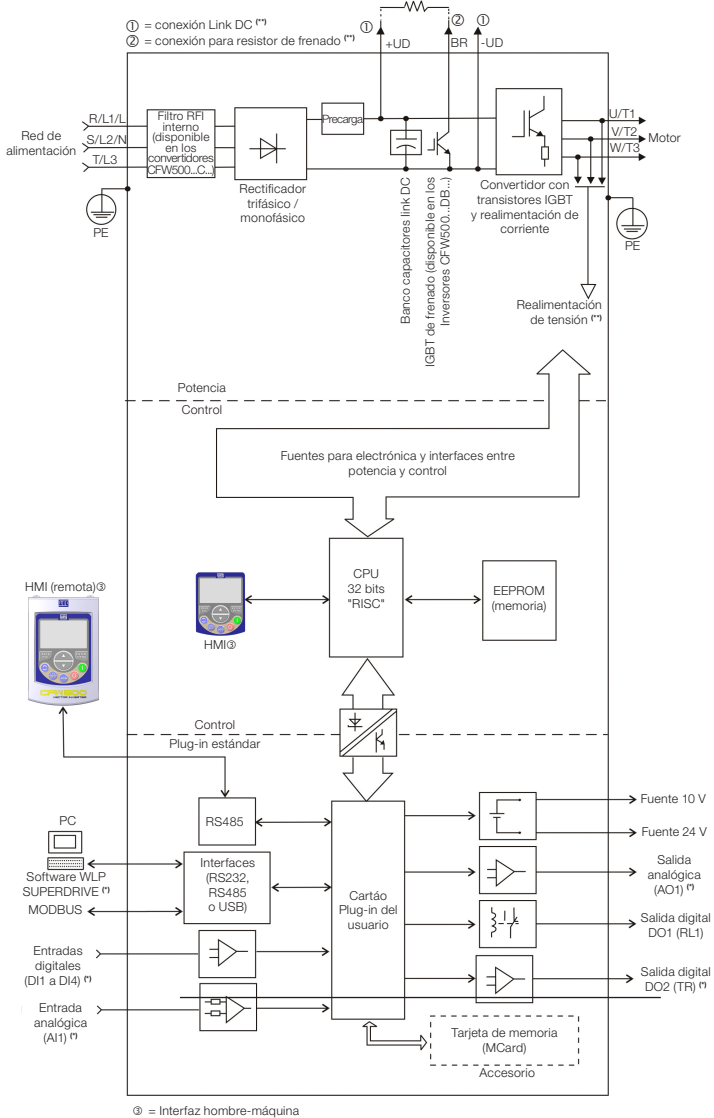 ① = conexión Link DC (**)
② = conexión para resistor de frenado (**)
①
②
①
+UD
BR
-UD
Red de
alimentación
R/L1/L
S/L2/N
T/L3
Filtro RFI
interno
(disponible
en los
convertidores
CFW500...C...)
Precarga
U/T1
V/T2
W/T3
Motor
PE
Rectificador
trifásico /
monofásico
Banco capacitores link DC
IGBT de frenado (disponible en los
Inversores CFW500...DB...)
Convertidor con
transistores IGBT
y realimentación de
corriente
PE
Realimentación
de tensión (**)
Potencia
Control
Fuentes para electrónica y interfaces entre
potencia y control
HMI (remota)③
CPU
32 bits
"RISC"
EEPROM
(memoria)
HMI③
Control
Plug-in estándar
PC
Software WLP
SUPERDRIVE (*)
MODBUS
RS485
Interfaces
(RS232,
RS485
o USB)
Cartáo
Plug-in del
usuario
Fuente 10 V
Fuente 24 V
Salida
analógica
(AO1) (*)
Salida digital
DO1 (RL1)
Entradas
digitales
(DI1 a DI4) (*)
Salida digital
DO2 (TR) (*)
Entrada
analógica
(AI1) (*)
Tarjeta de memoria
(MCard)
Accesorio
③ = Interfaz hombre-máquina